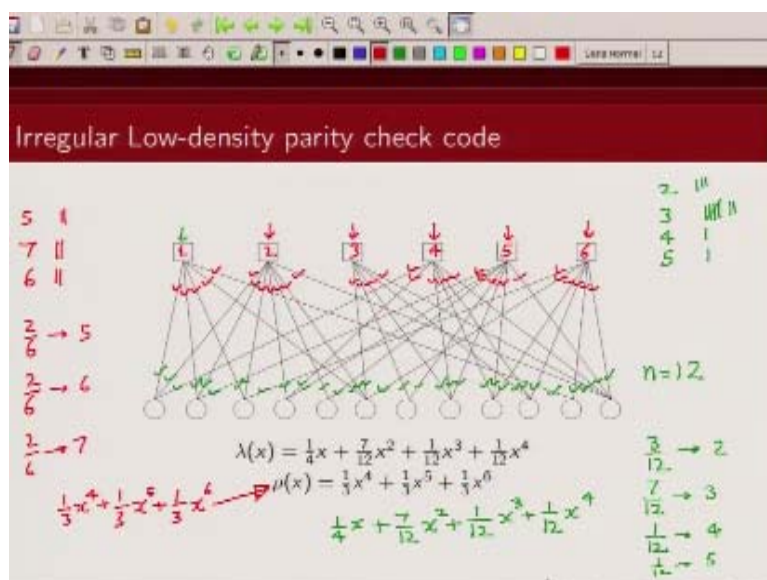 Irregular Low-density parity check code
5 ||
7 ||
6 ||
2/6 → 5
2/6 → 6
2/6 → 7
1/3 x^4 + 1/3 x^5 + 1/3 x^6
1 2 3 4 5 6
λ(x) = 1/4 x + 7/12 x^2 + 1/12 x^3 + 1/12 x^4
ρ(x) = 1/3 x^4 + 1/3 x^5 + 1/3 x^6
1/4 x + 7/12 x^2 + 1/12 x^3 + 1/12 x^4
2 |||
3 |||| ||
4 |
5 |
n=12
3/12 → 2
7/12 → 3
1/12 → 4
1/12 → 5